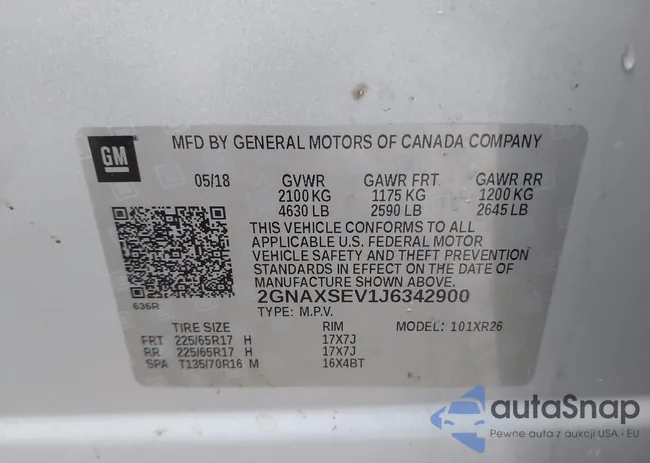 GM
MFD BY GENERAL MOTORS OF CANADA COMPANY
05/18 GVWR GAWR FRT GAWR RR
2100 KG 1175 KG 1200 KG
4630 LB 2590 LB 2645 LB
THIS VEHICLE CONFORMS TO ALL
APPLICABLE U.S. FEDERAL MOTOR
VEHICLE SAFETY AND THEFT PREVENTION
STANDARDS IN EFFECT ON THE DATE OF
MANUFACTURE SHOWN ABOVE.
2GNAXSEV1J6342900
636R
TYPE: M.P.V. MODEL: 101XR26
TIRE SIZE RIM
FRT 225/65R17 H 17X7J
RR 225/65R17 H 17X7J
SPA T135/70R16 M 16X4BT
autaSnap
Pewne auta z aukcji USA i EU